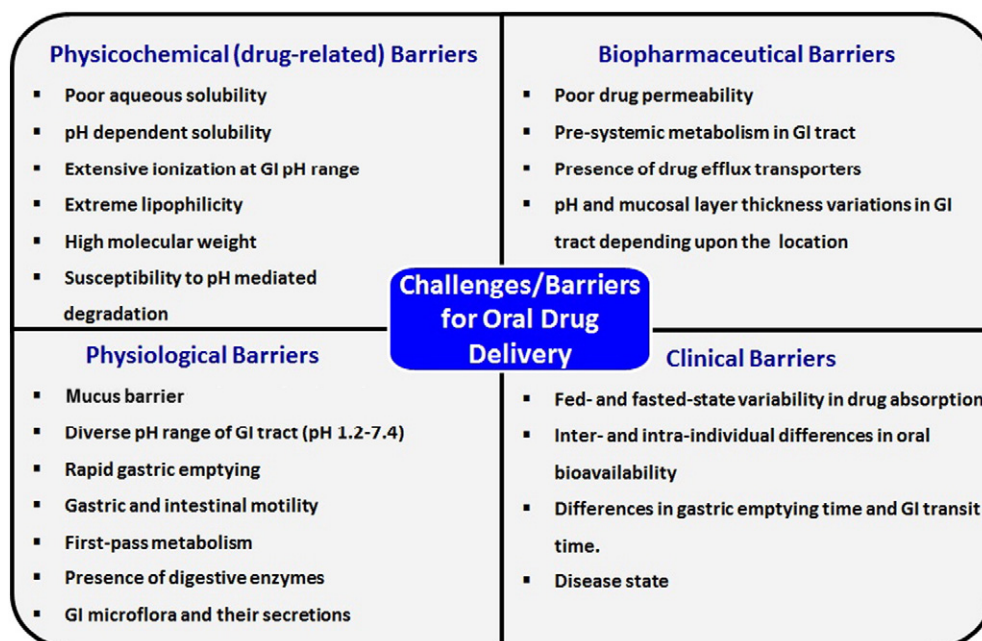 Physicochemical (drug-related) Barriers
▪ Poor aqueous solubility
▪ pH dependent solubility
▪ Extensive ionization at GI pH range
▪ Extreme lipophilicity
▪ High molecular weight
▪ Susceptibility to pH mediated
degradation
Biopharmaceutical Barriers
▪ Poor drug permeability
▪ Pre-systemic metabolism in GI tract
▪ Presence of drug efflux transporters
▪ pH and mucosal layer thickness variations in GI
tract depending upon the location
Challenges/Barriers
for Oral Drug
Delivery
Physiological Barriers
▪ Mucus barrier
▪ Diverse pH range of GI tract (pH 1.2-7.4)
▪ Rapid gastric emptying
▪ Gastric and intestinal motility
▪ First-pass metabolism
▪ Presence of digestive enzymes
▪ GI microflora and their secretions
Clinical Barriers
▪ Fed- and fasted-state variability in drug absorption
▪ Inter- and intra-individual differences in oral
bioavailability
▪ Differences in gastric emptying time and GI transit
time.
▪ Disease state